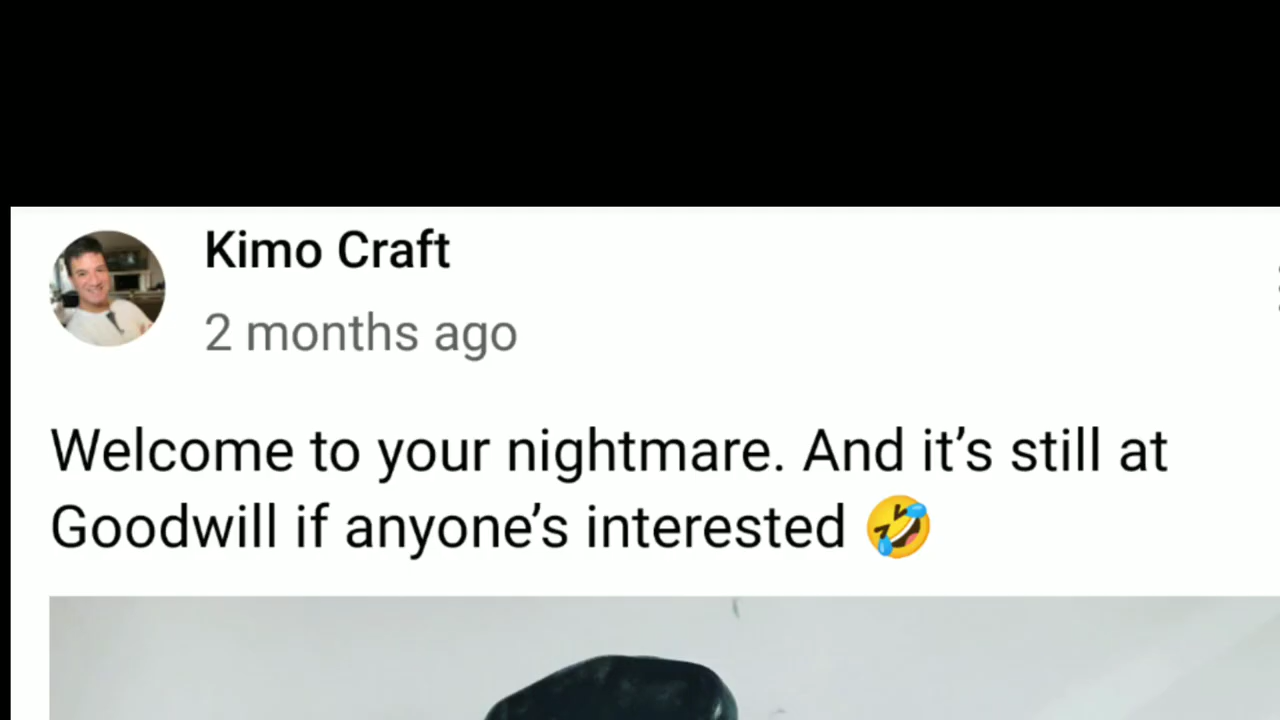 Kimo Craft
2 months ago
Welcome to your nightmare. And it’s still at
Goodwill if anyone’s interested 🤣